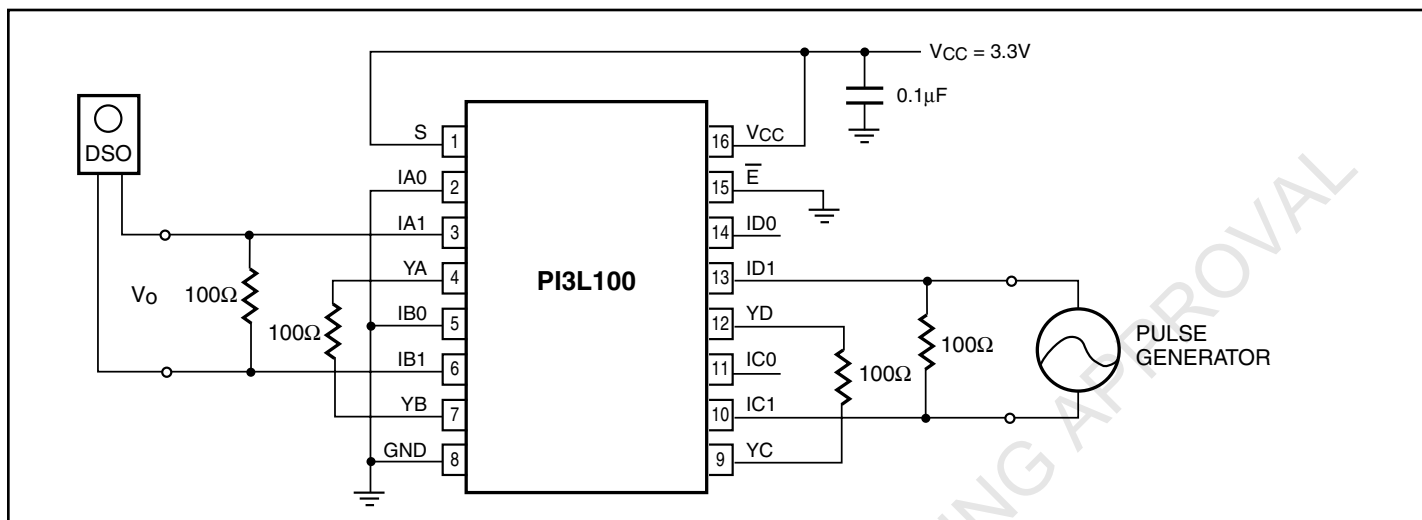 VCC = 3.3V
0.1µF
DSO
S 1
IA0 2
IA1 3
YA 4
IB0 5
IB1 6
YB 7
GND 8
PI3L100
16 VCC
15 E
14 ID0
13 ID1
12 YD
11 IC0
10 IC1
9 YC
VO
100Ω
100Ω
100Ω
100Ω
PULSE
GENERATOR
ING APPROVAL